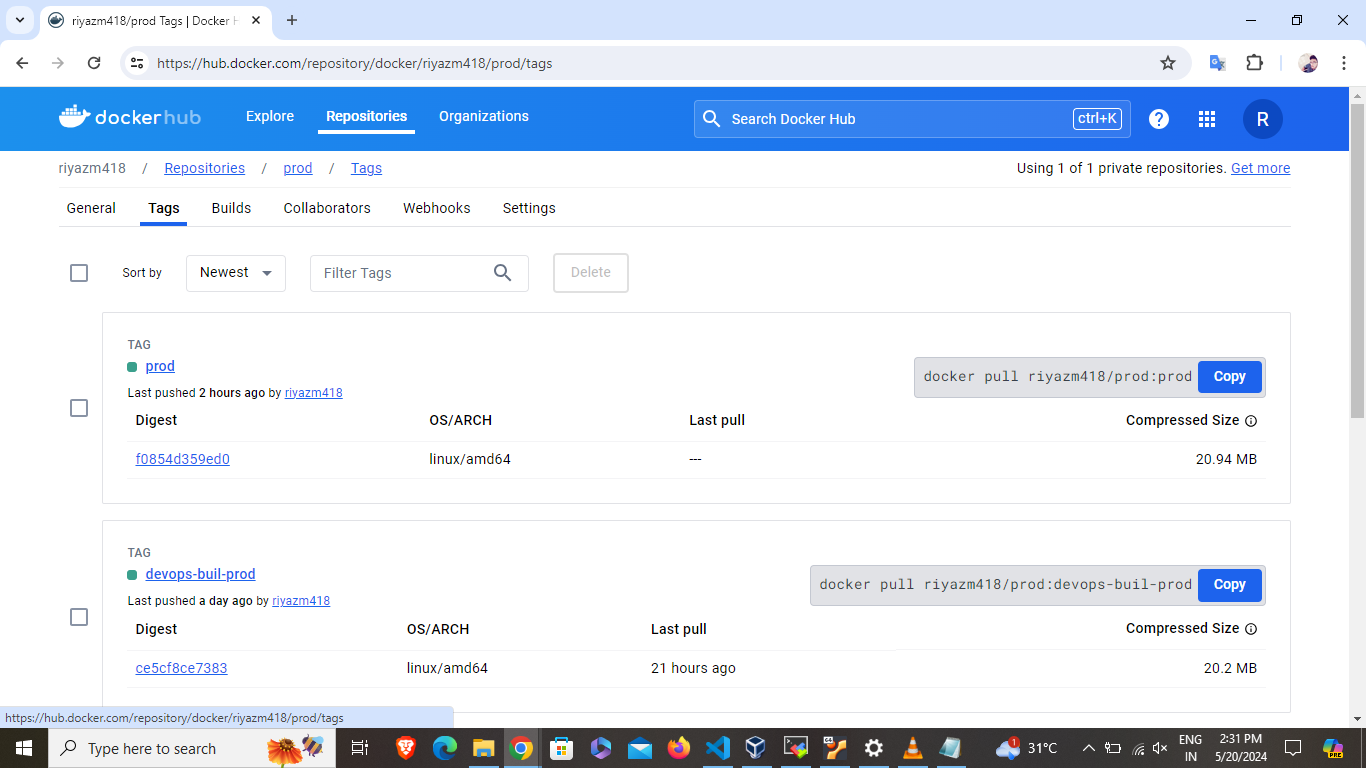 riyazm418/prod Tags | Docker H
https://hub.docker.com/repository/docker/riyazm418/prod/tags
dockerhub Explore Repositories Organizations Search Docker Hub ctrl+K ? R
riyazm418 / Repositories / prod / Tags Using 1 of 1 private repositories. Get more
General Tags Builds Collaborators Webhooks Settings
Sort by Newest Filter Tags Delete
TAG
prod
docker pull riyazm418/prod:prod Copy
Last pushed 2 hours ago by riyazm418
Digest OS/ARCH Last pull Compressed Size
f0854d359ed0 linux/amd64 --- 20.94 MB
TAG
devops-buil-prod
docker pull riyazm418/prod:devops-buil-prod Copy
Last pushed a day ago by riyazm418
Digest OS/ARCH Last pull Compressed Size
ce5cf8ce7383 linux/amd64 21 hours ago 20.2 MB
https://hub.docker.com/repository/docker/riyazm418/prod/tags
Type here to search
1
31°C
ENG
IN
2:31 PM
5/20/2024
PRE